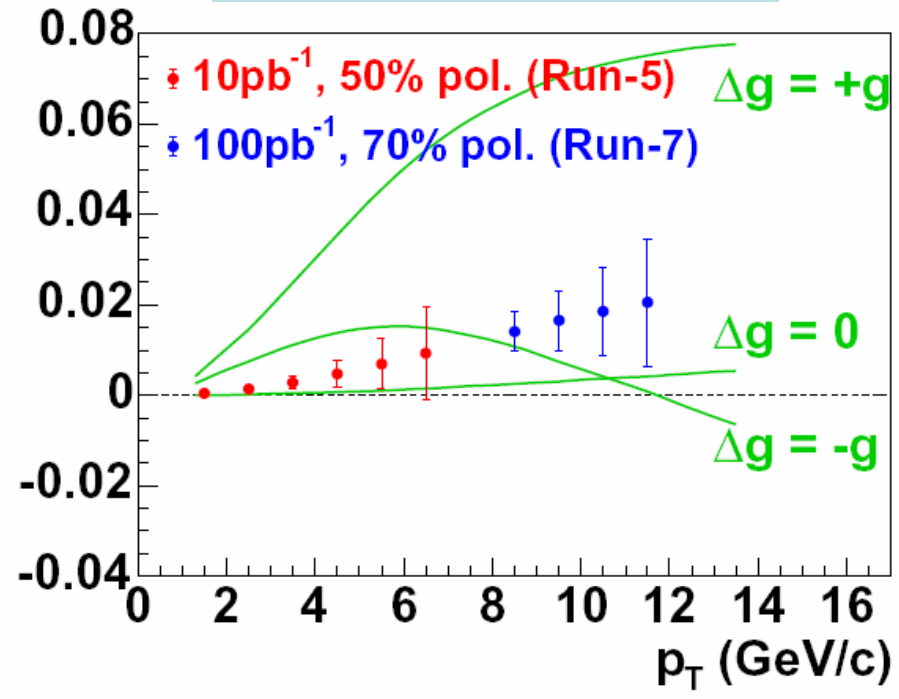 0.08
0.06
0.04
0.02
0
-0.02
-0.04
10pb⁻¹, 50% pol. (Run-5)
100pb⁻¹, 70% pol. (Run-7)
Δg = +g
Δg = 0
Δg = -g
0 2 4 6 8 10 12 14 16
p_T (GeV/c)